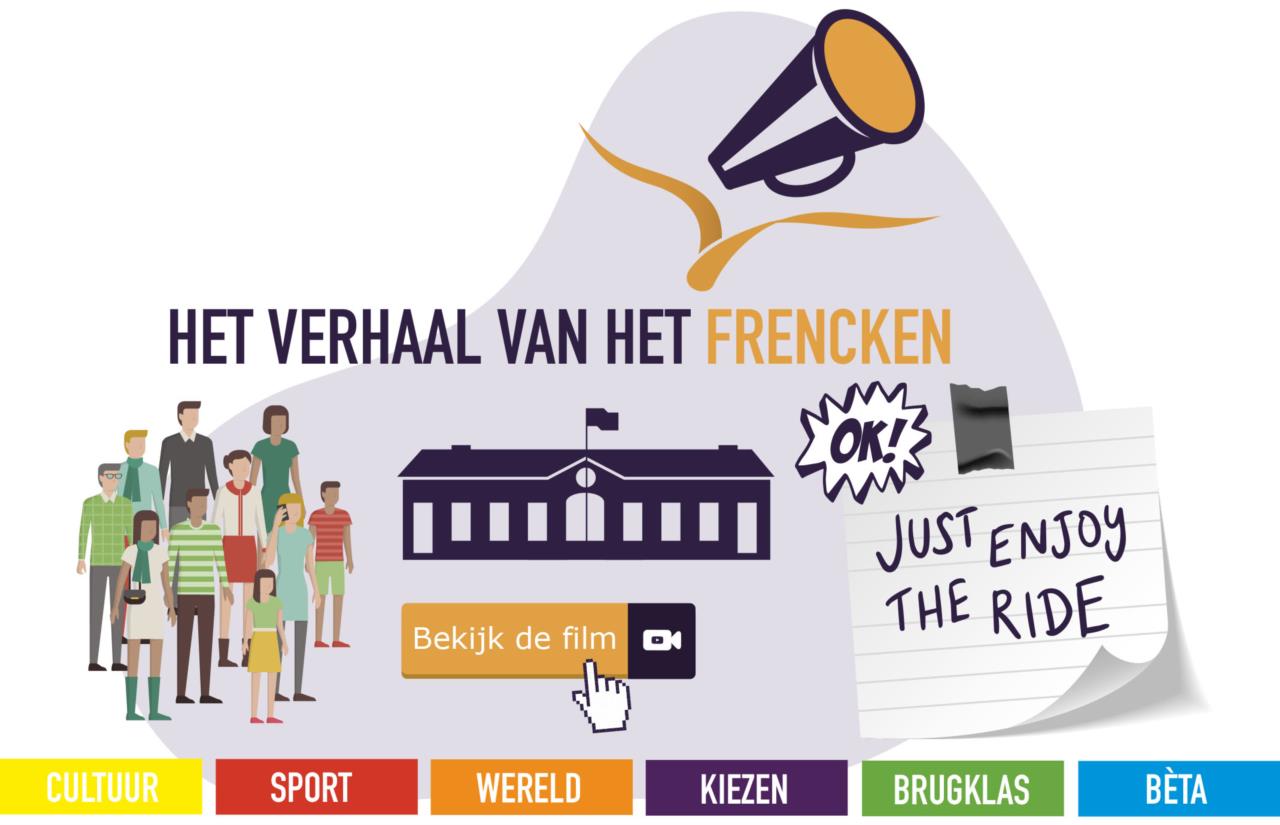 HET VERHAAL VAN HET FRENCKEN
OK!
JUST ENJOY
THE RIDE
Bekijk de film
CULTUUR
SPORT
WERELD
KIEZEN
BRUGKLAS
BÈTA